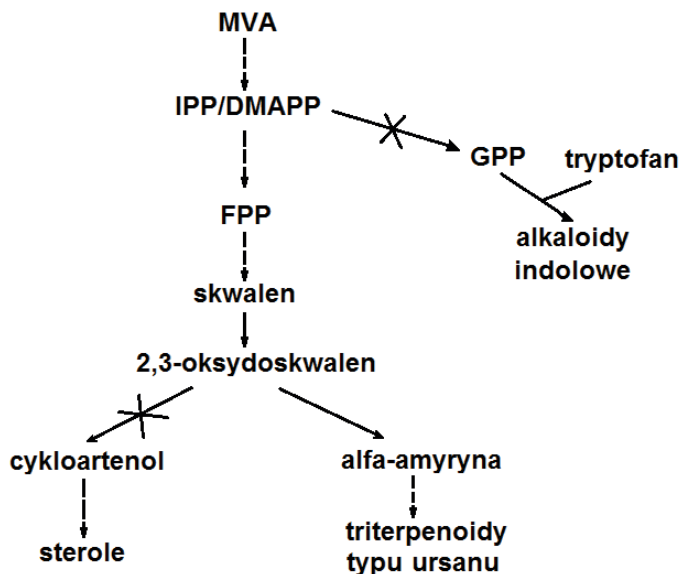 MVA
IPP/DMAPP
GPP
tryptofan
FPP
alkaloidy
indolowe
skwalen
2,3-oksydoskwalen
cykloartenol
alfa-amyryna
sterole
triterpenoidy
typu ursanu